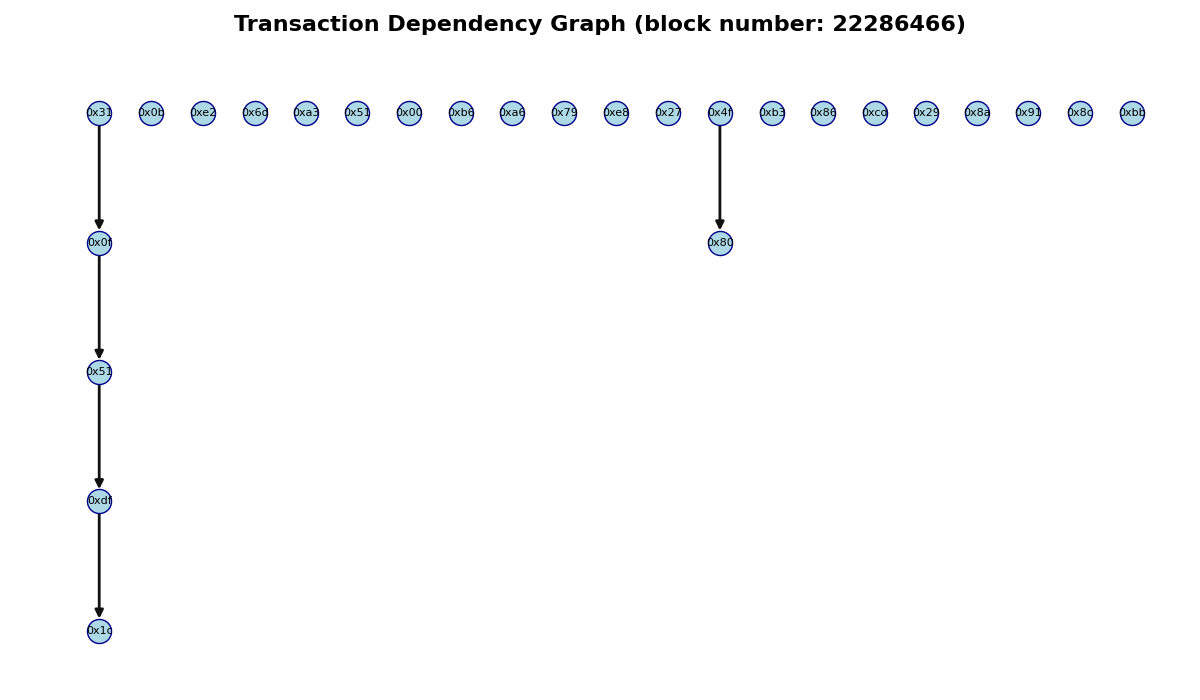 Transaction Dependency Graph (block number: 22286466)
0x31 0x0b 0xe2 0x6d 0xa3 0x51 0x00 0xb6 0xa6 0x79 0xe8 0x27 0x4f 0xb3 0x86 0xcd 0x29 0x8a 0x91 0x8c 0xbb
0x0f 0x80
0x51
0xdf
0x1c